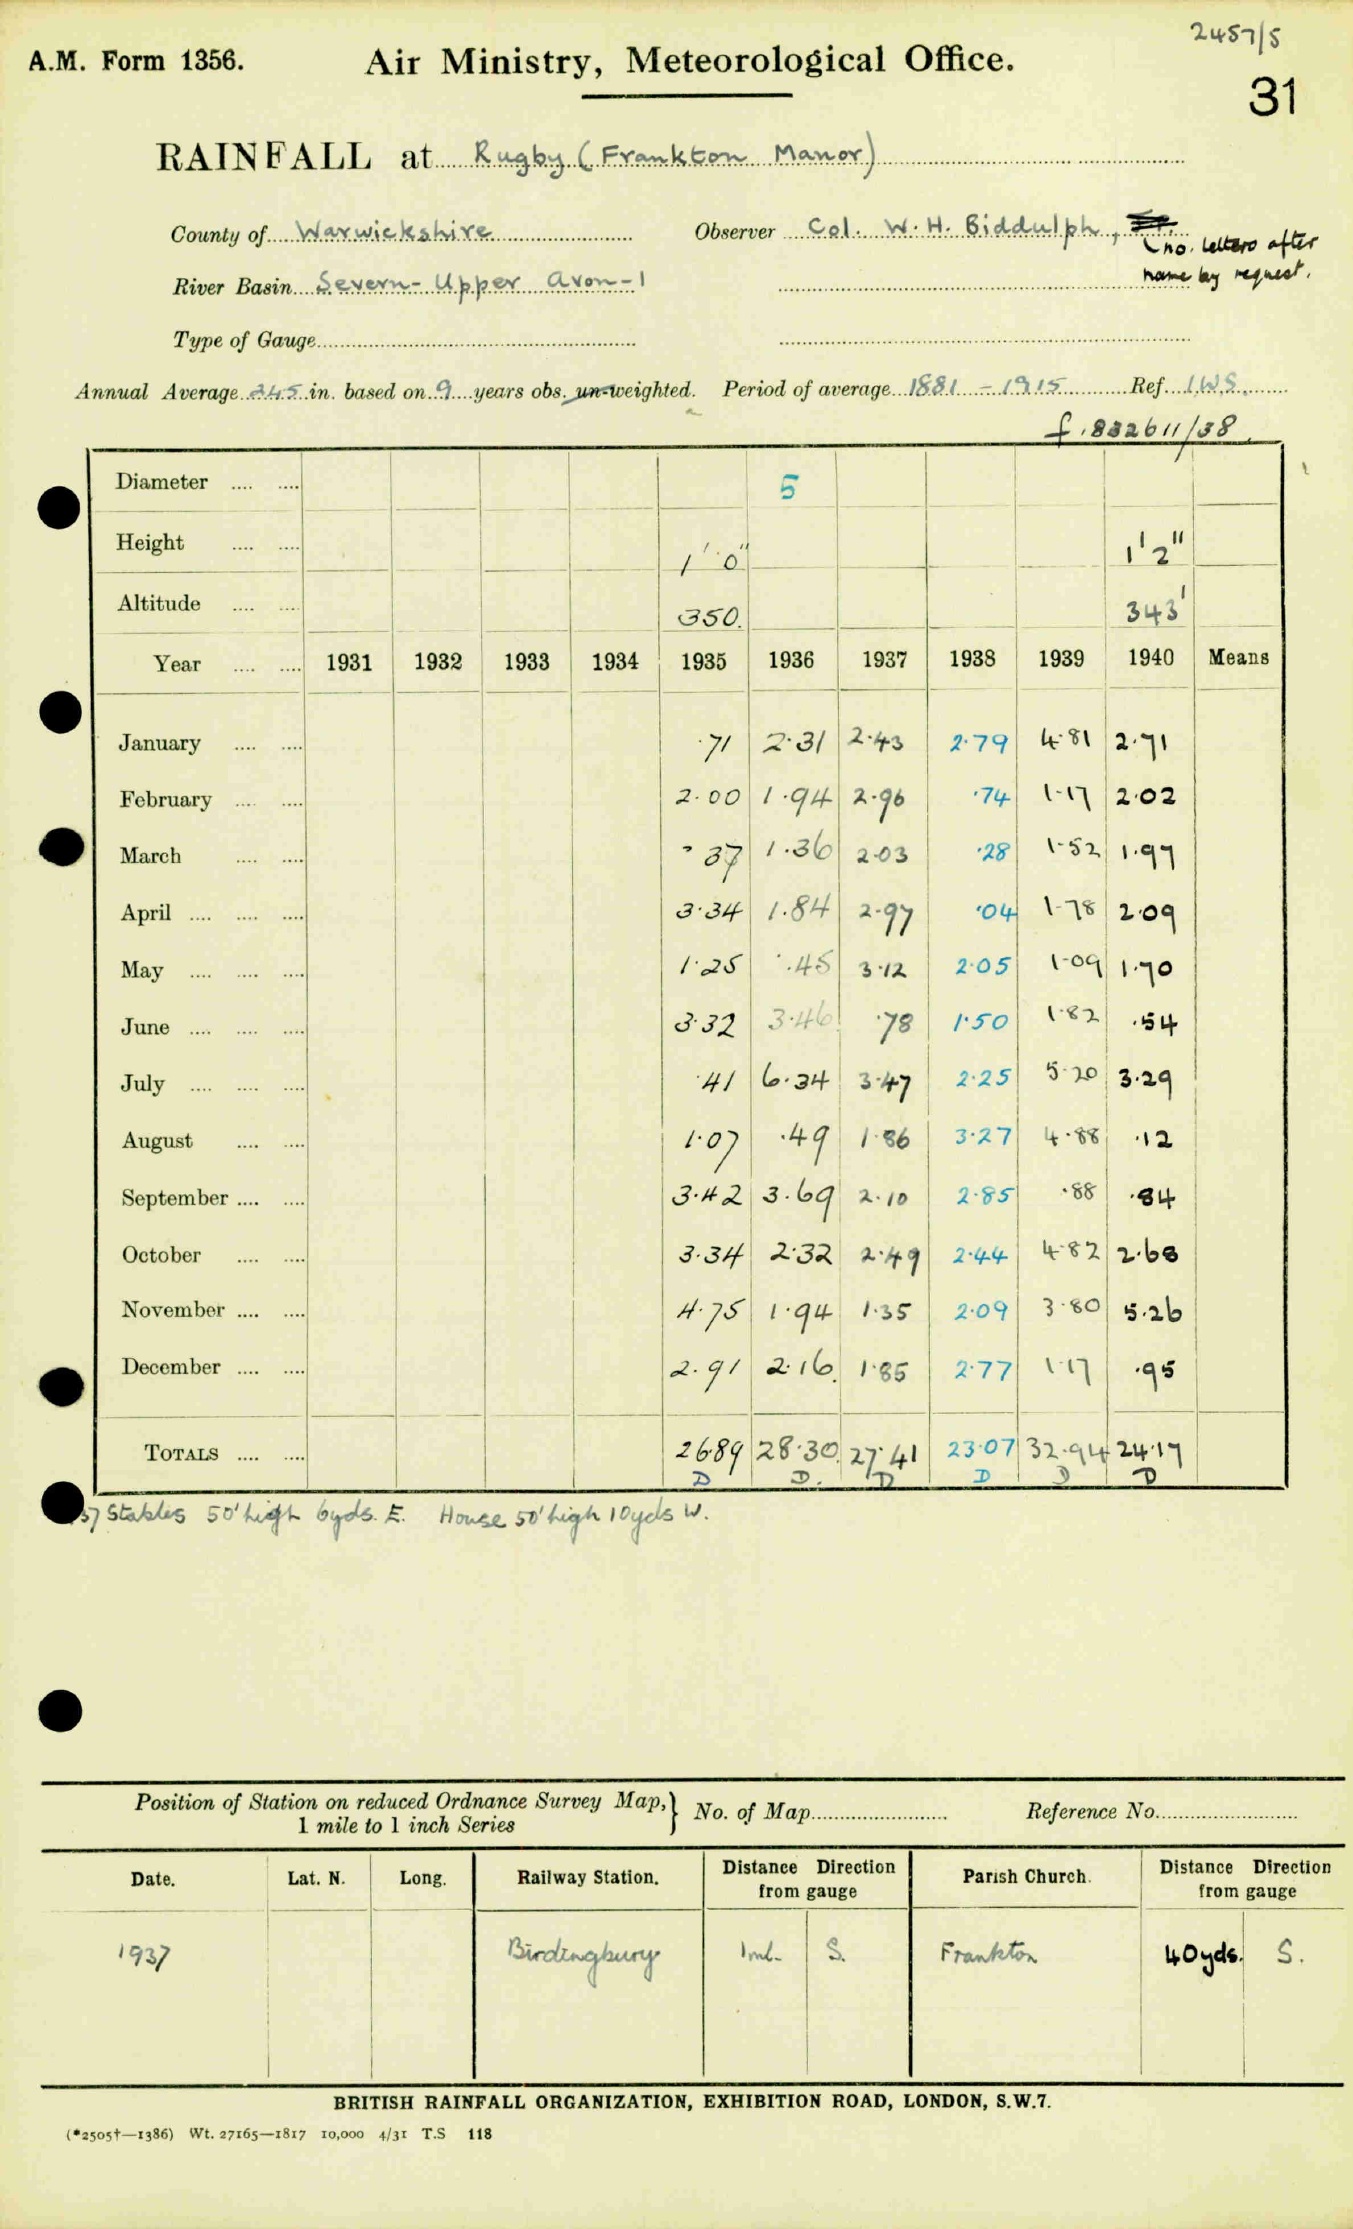 2457/5
A.M. Form 1356. Air Ministry, Meteorological Office.
31
RAINFALL at Rugby (Frankton Manor)
County of Warwickshire Observer Col. W. H. Biddulph,
(no letters after
River Basin Severn - Upper Avon - 1 name by request.
Type of Gauge
Annual Average 24.5 in. based on 9 years obs. un-weighted. Period of average 1881 - 1915 Ref. I.W.S.
f. 832611/38
Diameter .... .... 5
Height .... .... 1' 0" 1' 2"
Altitude .... .... 350. 343'
Year .... .... 1931 1932 1933 1934 1935 1936 1937 1938 1939 1940 Means
January .... .... ·71 2·31 2·43 2·79 4·81 2·71
February .... .... 2·00 1·94 2·96 ·74 1·17 2·02
March .... .... ·37 1·36 2·03 ·28 1·52 1·97
April .... .... .... 3·34 1·84 2·97 ·04 1·78 2·09
May .... .... .... 1·25 ·45 3·12 2·05 1·09 1·70
June .... .... .... 3·32 3·46 ·78 1·50 1·82 ·54
July .... .... .... ·41 6·34 3·47 2·25 5·20 3·29
August .... .... 1·07 ·49 1·86 3·27 4·88 ·12
September .... .... 3·42 3·69 2·10 2·85 ·88 ·84
October .... .... 3·34 2·32 2·49 2·44 4·82 2·68
November .... .... 4·75 1·94 1·35 2·09 3·80 5·26
December .... .... 2·91 2·16 1·85 2·77 1·17 ·95
TOTALS .... .... 26·89 28·30 27·41 23·07 32·94 24·17
D D. D D D D
37 Stables 50' high 6yds. E. House 50' high 10yds W.
Position of Station on reduced Ordnance Survey Map,} No. of Map Reference No.
1 mile to 1 inch Series
Date. Lat. N. Long. Railway Station. Distance Direction from gauge Parish Church. Distance Direction from gauge
1937 Birdingbury 1ml. S. Frankton 40yds. S.
BRITISH RAINFALL ORGANIZATION, EXHIBITION ROAD, LONDON, S.W.7.
(*2505†—1386) Wt. 27165—1817 10,000 4/31 T.S 118